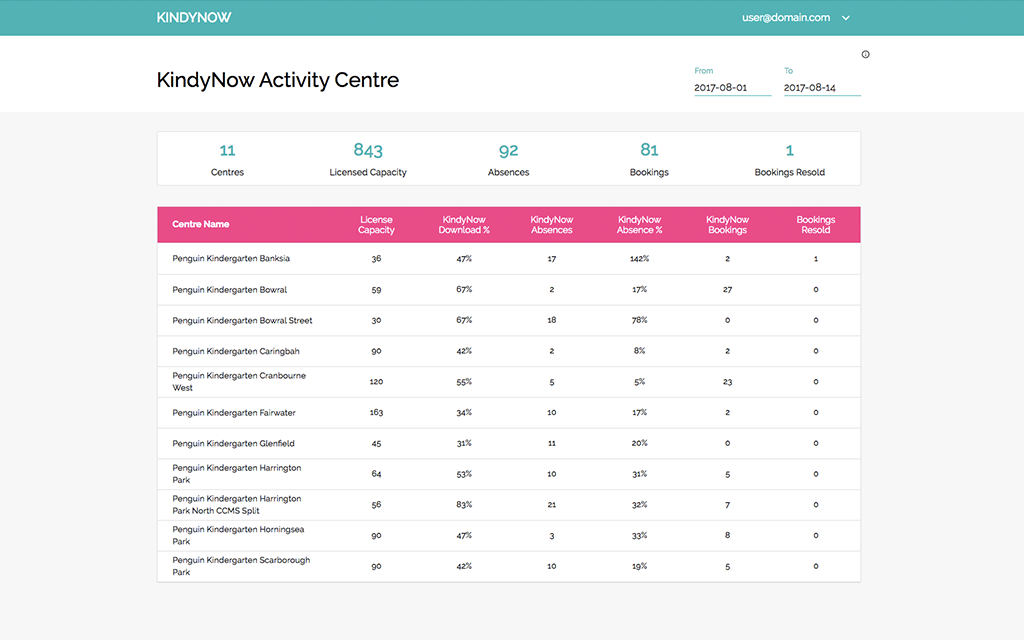 KINDYNOW user@domain.com
KindyNow Activity Centre
From To
2017-08-01 2017-08-14
11 843 92 81 1
Centres Licensed Capacity Absences Bookings Bookings Resold
Centre Name License Capacity KindyNow Download % KindyNow Absences KindyNow Absence % KindyNow Bookings Bookings Resold
Penguin Kindergarten Banksia 36 47% 17 142% 2 1
Penguin Kindergarten Bowral 59 67% 2 17% 27 0
Penguin Kindergarten Bowral Street 30 67% 18 78% 0 0
Penguin Kindergarten Caringbah 90 42% 2 8% 2 0
Penguin Kindergarten Cranbourne West 120 55% 5 5% 23 0
Penguin Kindergarten Fairwater 163 34% 10 17% 2 0
Penguin Kindergarten Glenfield 45 31% 11 20% 0 0
Penguin Kindergarten Harrington Park 64 53% 10 31% 5 0
Penguin Kindergarten Harrington Park North CCMS Split 56 83% 21 32% 7 0
Penguin Kindergarten Horningsea Park 90 47% 3 33% 8 0
Penguin Kindergarten Scarborough Park 90 42% 10 19% 5 0